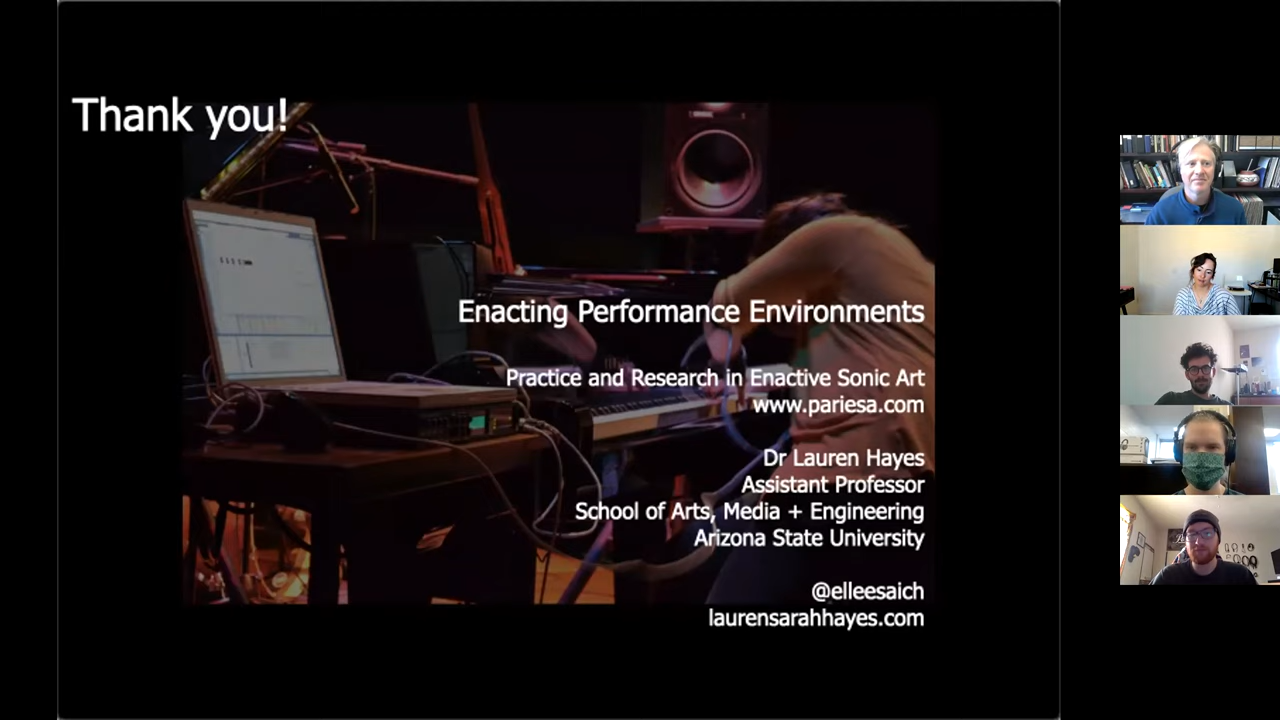 Thank you!
Enacting Performance Environments
Practice and Research in Enactive Sonic Art
www.pariesa.com
Dr Lauren Hayes
Assistant Professor
School of Arts, Media + Engineering
Arizona State University
@elleesaich
laurensarahhayes.com